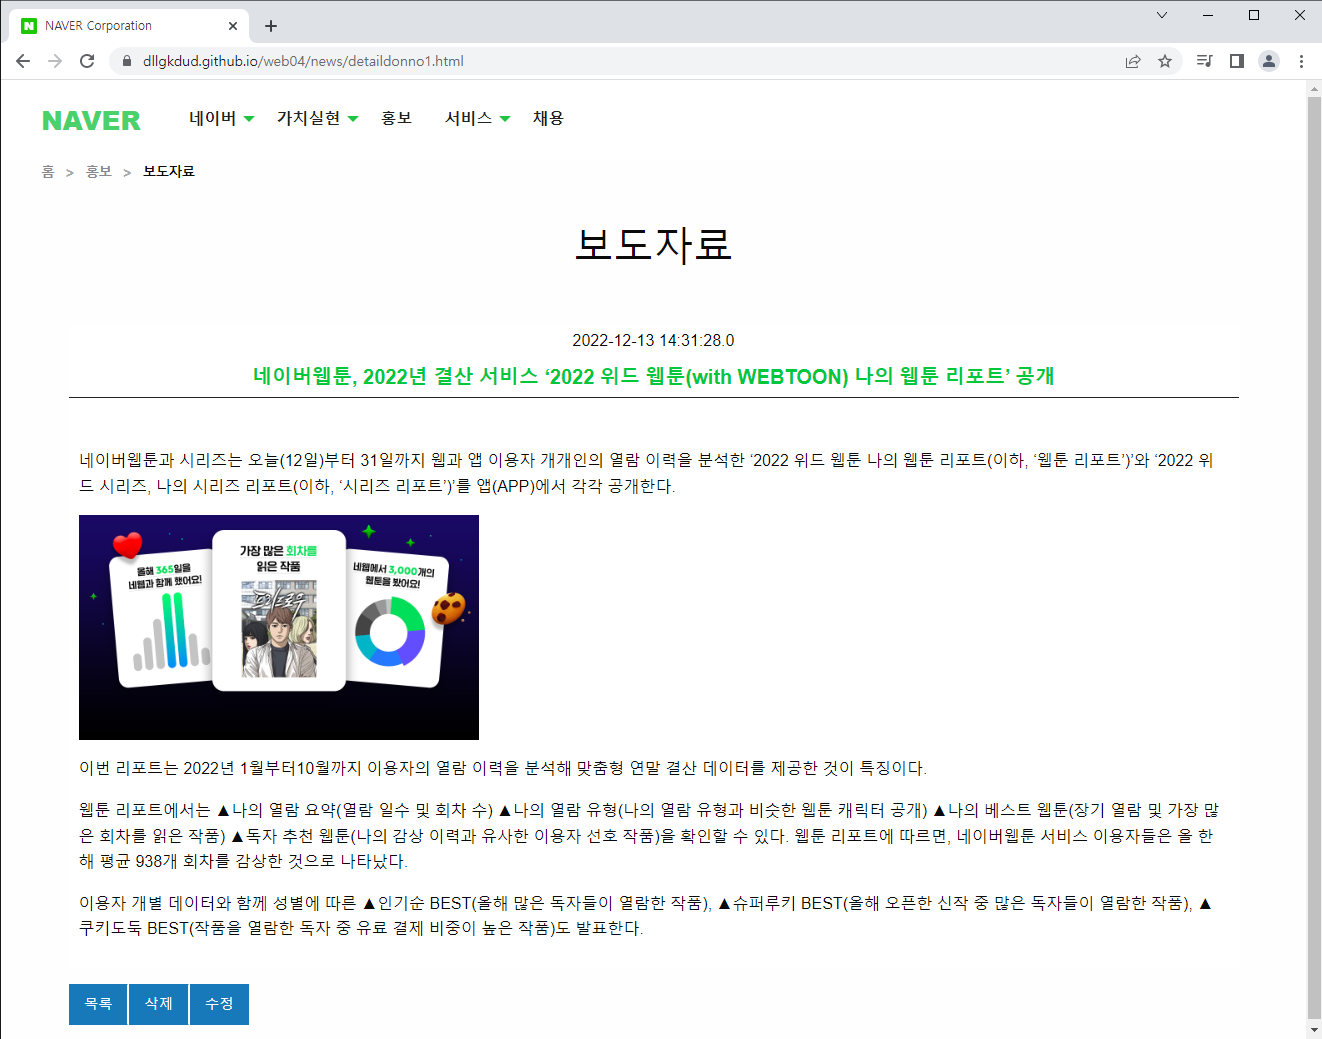 NAVER Corporation
dllgkdud.github.io/web04/news/detaildonno1.html
NAVER 네이버 가치실현 홍보 서비스 채용
홈 > 홍보 > 보도자료
보도자료
2022-12-13 14:31:28.0
네이버웹툰, 2022년 결산 서비스 ‘2022 위드 웹툰(with WEBTOON) 나의 웹툰 리포트’ 공개
네이버웹툰과 시리즈는 오늘(12일)부터 31일까지 웹과 앱 이용자 개개인의 열람 이력을 분석한 ‘2022 위드 웹툰 나의 웹툰 리포트(이하, ‘웹툰 리포트’)’와 ‘2022 위
드 시리즈, 나의 시리즈 리포트(이하, ‘시리즈 리포트’)’를 앱(APP)에서 각각 공개한다.
올해 365일을
네웹과 함께 했어요!
가장 많은 회차를
읽은 작품
프리드로우
네웹에서 3,000개의
웹툰을 봤어요!
이번 리포트는 2022년 1월부터10월까지 이용자의 열람 이력을 분석해 맞춤형 연말 결산 데이터를 제공한 것이 특징이다.
웹툰 리포트에서는 ▲나의 열람 요약(열람 일수 및 회차 수) ▲나의 열람 유형(나의 열람 유형과 비슷한 웹툰 캐릭터 공개) ▲나의 베스트 웹툰(장기 열람 및 가장 많
은 회차를 읽은 작품) ▲독자 추천 웹툰(나의 감상 이력과 유사한 이용자 선호 작품)을 확인할 수 있다. 웹툰 리포트에 따르면, 네이버웹툰 서비스 이용자들은 올 한
해 평균 938개 회차를 감상한 것으로 나타났다.
이용자 개별 데이터와 함께 성별에 따른 ▲인기순 BEST(올해 많은 독자들이 열람한 작품), ▲슈퍼루키 BEST(올해 오픈한 신작 중 많은 독자들이 열람한 작품), ▲
쿠키도둑 BEST(작품을 열람한 독자 중 유료 결제 비중이 높은 작품)도 발표한다.
목록 삭제 수정